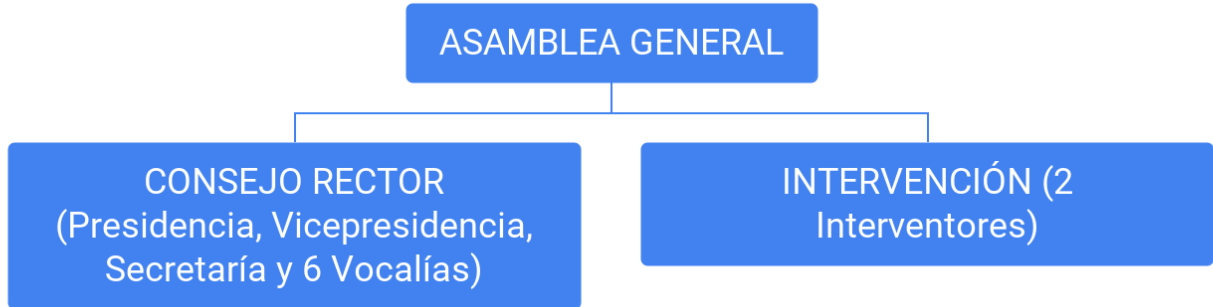 ASAMBLEA GENERAL
CONSEJO RECTOR
(Presidencia, Vicepresidencia,
Secretaría y 6 Vocalías)
INTERVENCIÓN (2
Interventores)